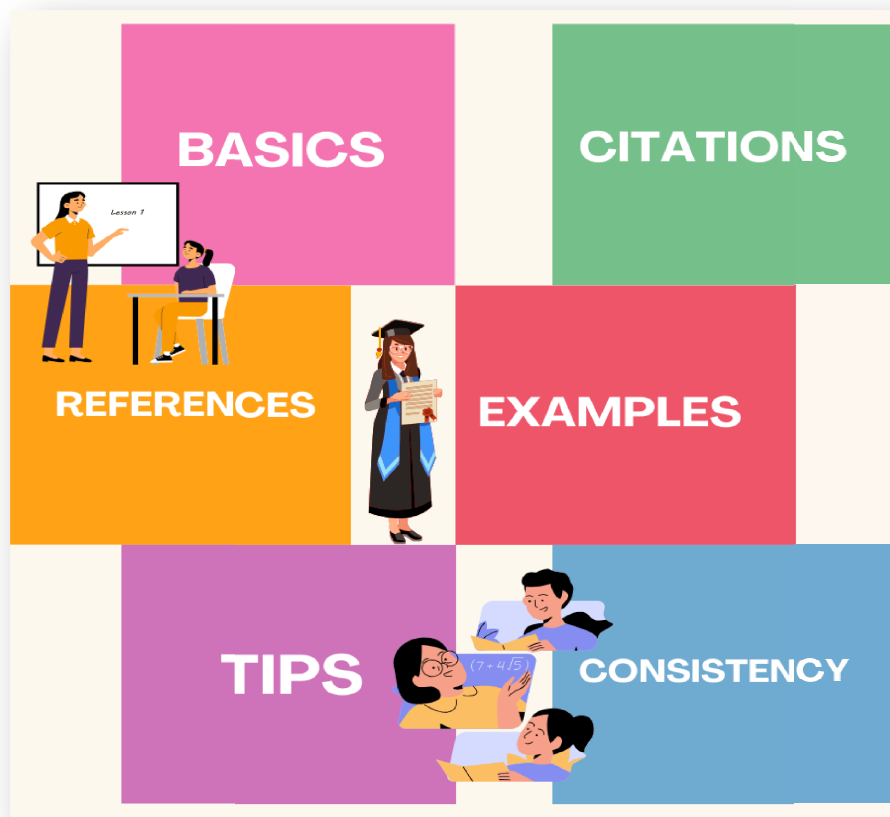 BASICS
CITATIONS
Lesson 1
REFERENCES
EXAMPLES
TIPS
(7+4√5)
CONSISTENCY